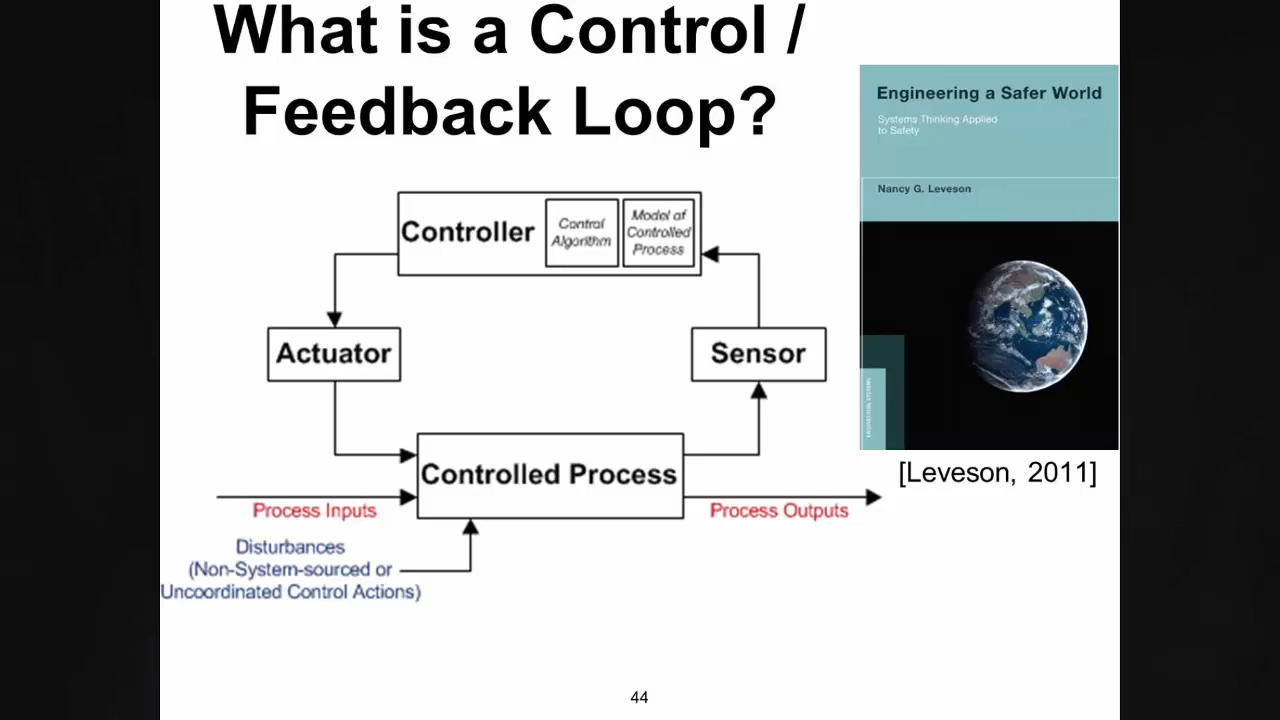 What is a Control /
Feedback Loop?
Engineering a Safer World
Systems Thinking Applied
to Safety
Nancy G. Leveson
Controller
Control
Algorithm
Model of
Controlled
Process
Actuator
Sensor
Controlled Process
[Leveson, 2011]
Process Inputs
Process Outputs
Disturbances
(Non-System-sourced or
Uncoordinated Control Actions)
44